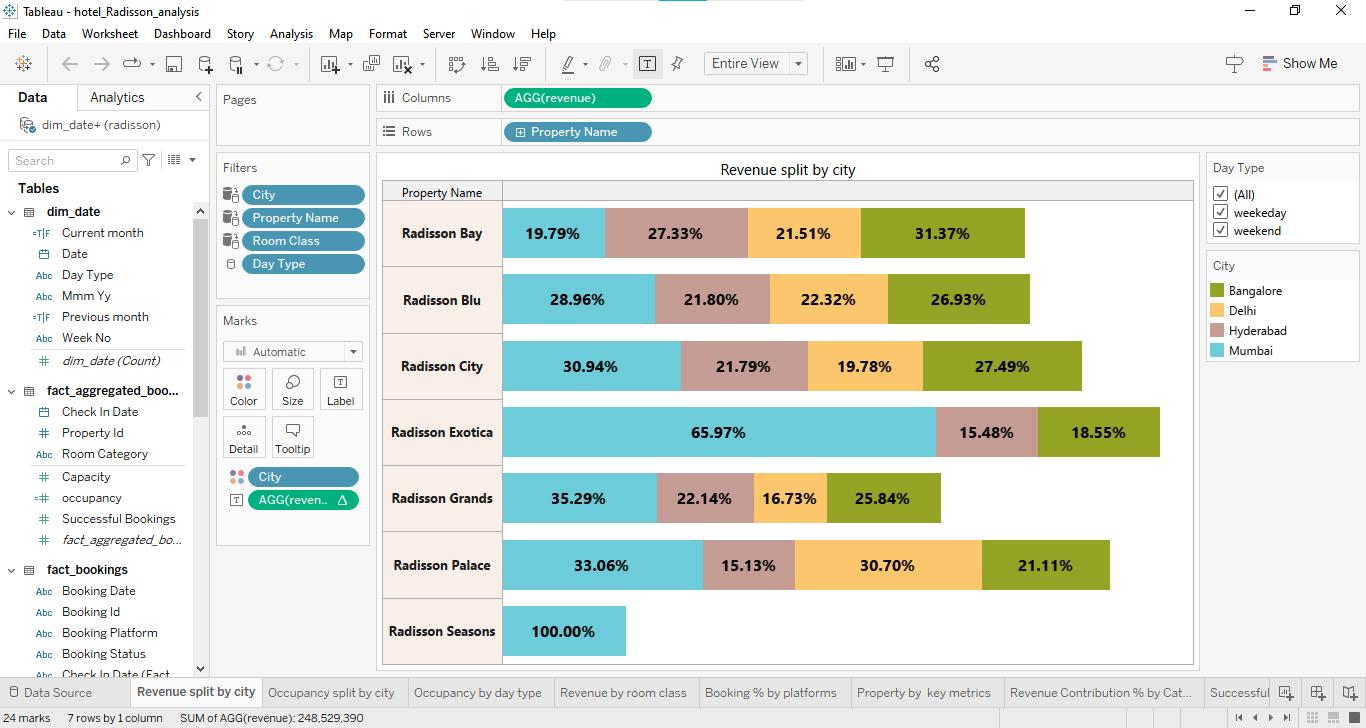 Tableau - hotel_Radisson_analysis
File Data Worksheet Dashboard Story Analysis Map Format Server Window Help
Entire View
Show Me
Data Analytics
dim_date+ (radisson)
Search
Tables
dim_date
=T|F Current month
Date
Abc Day Type
Abc Mmm Yy
=T|F Previous month
Abc Week No
# dim_date (Count)
fact_aggregated_boo...
Check In Date
# Property Id
Abc Room Category
# Capacity
=# occupancy
# Successful Bookings
# fact_aggregated_bo...
fact_bookings
Abc Booking Date
Abc Booking Id
Abc Booking Platform
Abc Booking Status
Abc Check In Date (Fact
Pages
Filters
City
Property Name
Room Class
Day Type
Marks
Automatic
Color Size Label
Detail Tooltip
City
AGG(reven.. Δ
Columns AGG(revenue)
Rows Property Name
Revenue split by city
Property Name
Radisson Bay 19.79% 27.33% 21.51% 31.37%
Radisson Blu 28.96% 21.80% 22.32% 26.93%
Radisson City 30.94% 21.79% 19.78% 27.49%
Radisson Exotica 65.97% 15.48% 18.55%
Radisson Grands 35.29% 22.14% 16.73% 25.84%
Radisson Palace 33.06% 15.13% 30.70% 21.11%
Radisson Seasons 100.00%
Day Type
(All)
weekeday
weekend
City
Bangalore
Delhi
Hyderabad
Mumbai
Data Source Revenue split by city Occupancy split by city Occupancy by day type Revenue by room class Booking % by platforms Property by key metrics Revenue Contribution % by Cat... Successful
24 marks 7 rows by 1 column SUM of AGG(revenue): 248,529,390